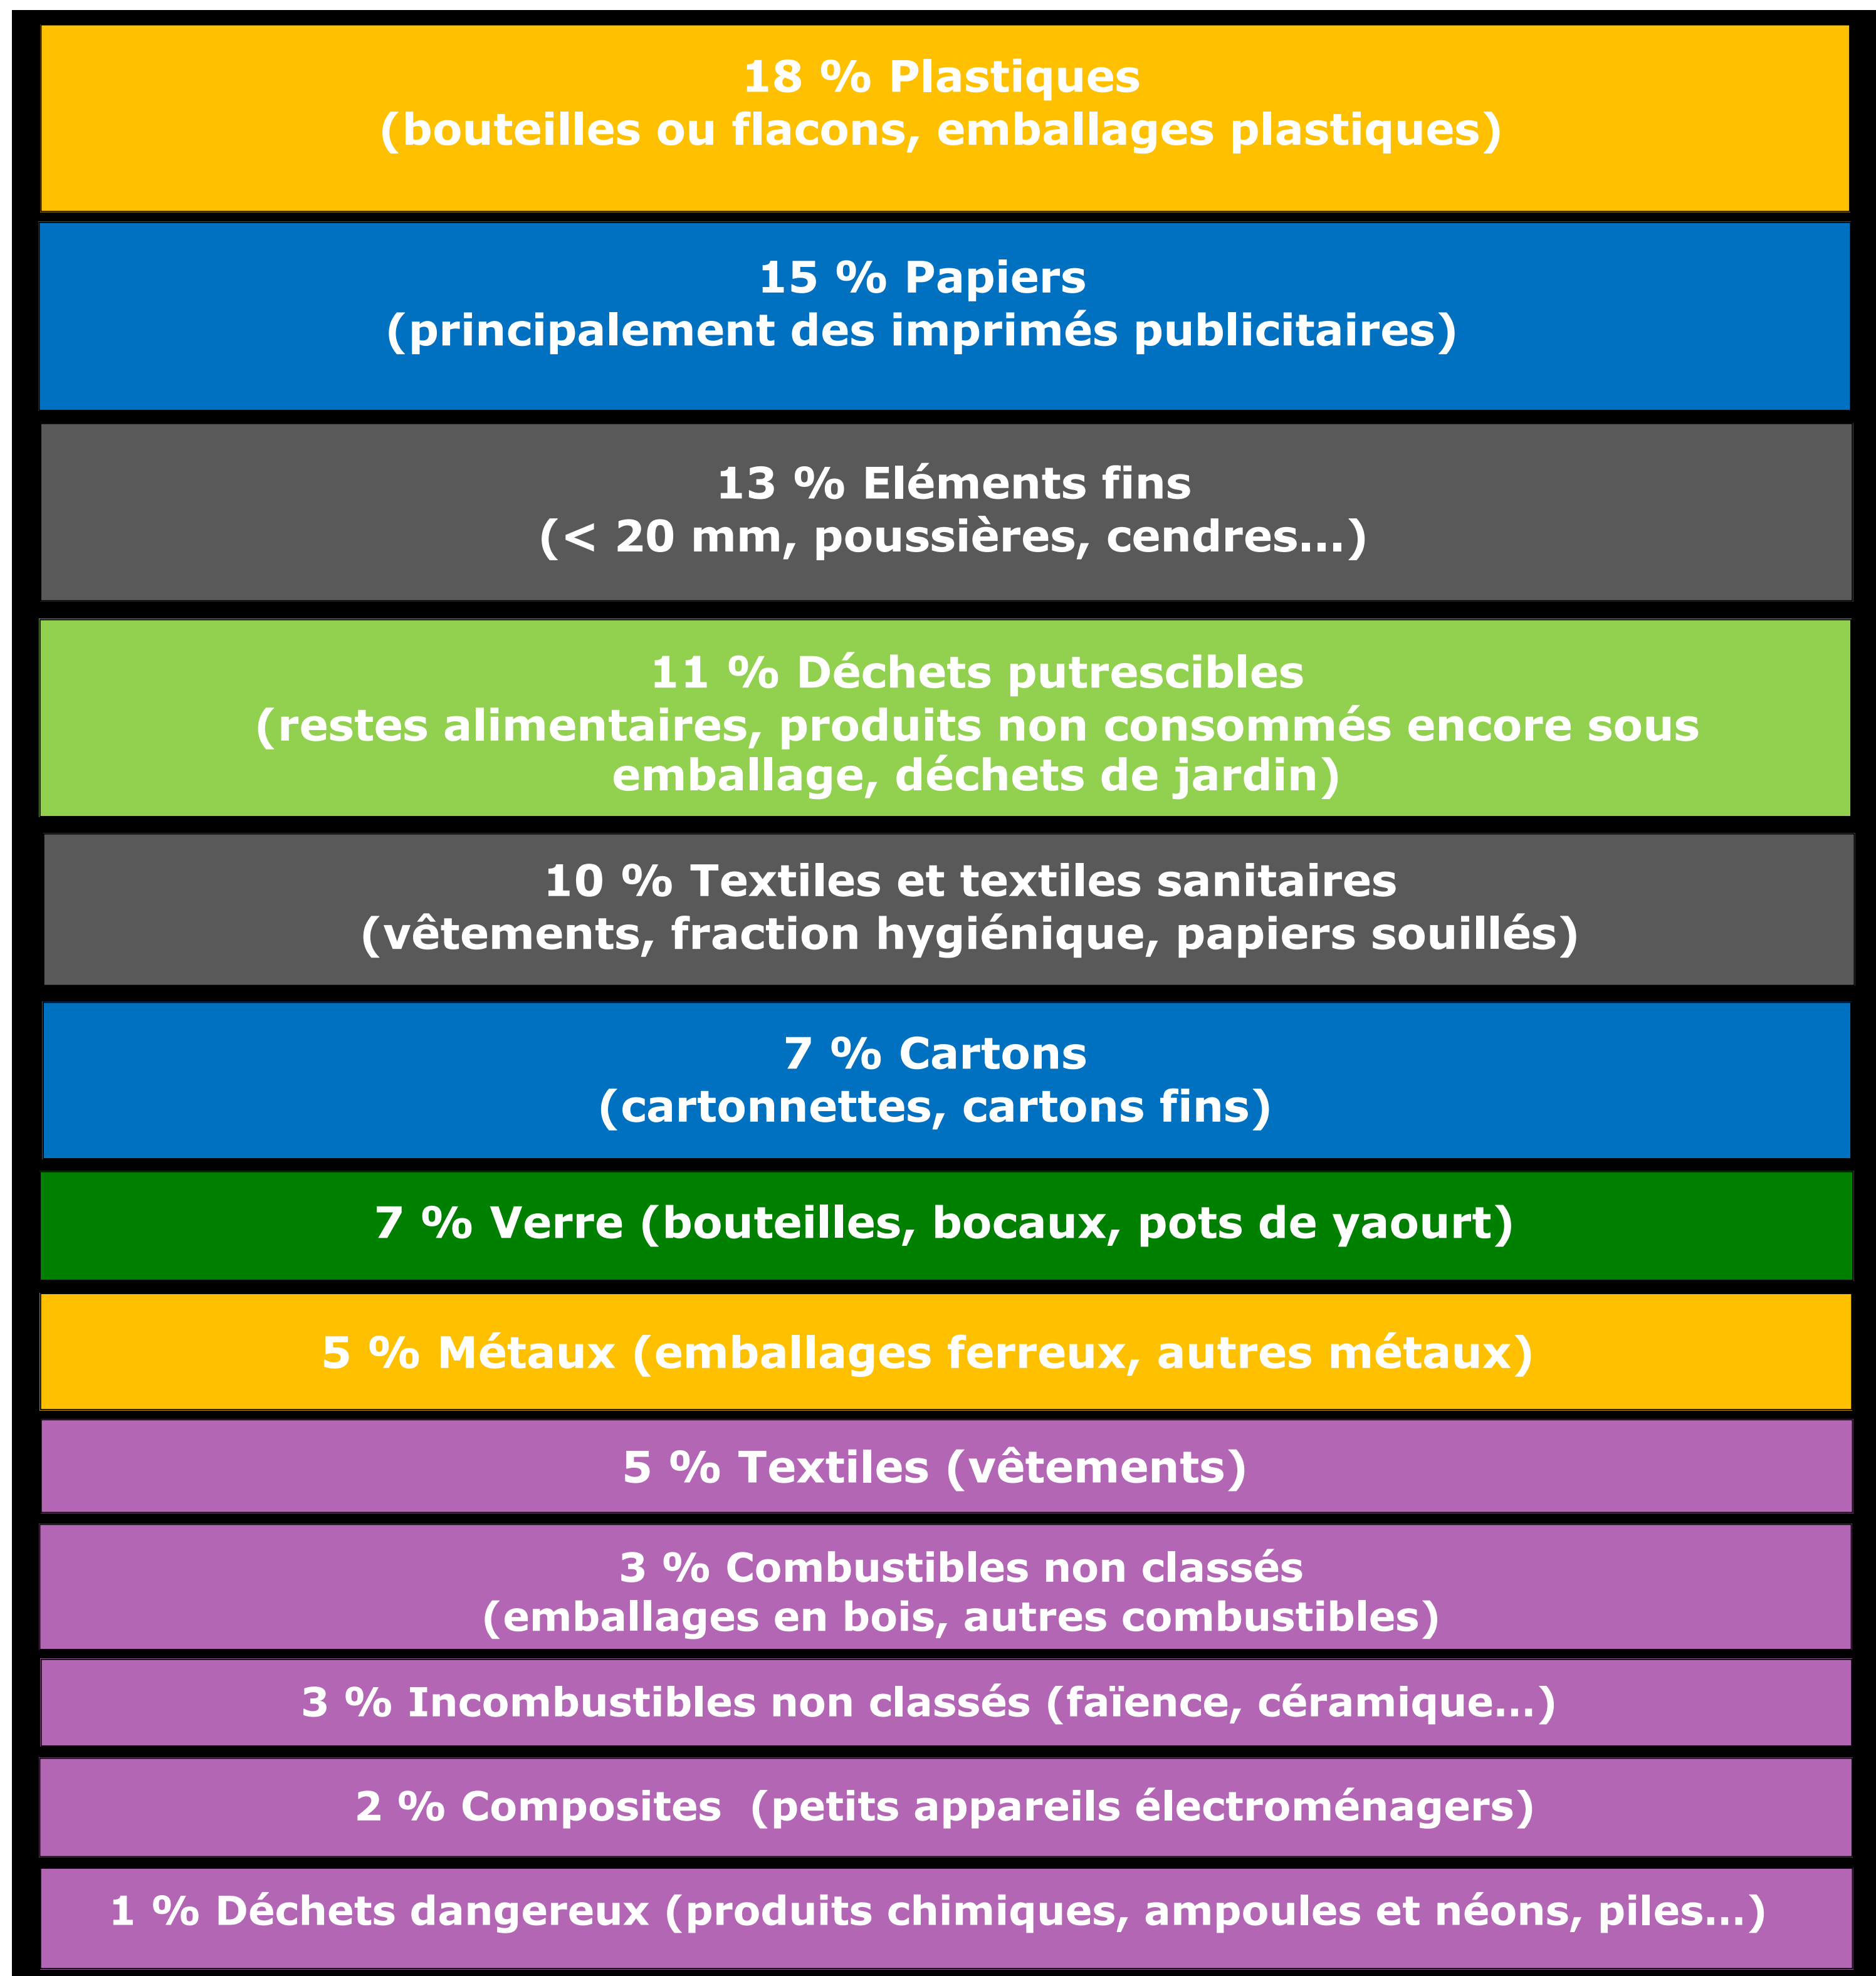 18 % Plastiques
(bouteilles ou flacons, emballages plastiques)
15 % Papiers
(principalement des imprimés publicitaires)
13 % Eléments fins
(< 20 mm, poussières, cendres...)
11 % Déchets putrescibles
(restes alimentaires, produits non consommés encore sous
emballage, déchets de jardin)
10 % Textiles et textiles sanitaires
(vêtements, fraction hygiénique, papiers souillés)
7 % Cartons
(cartonnettes, cartons fins)
7 % Verre (bouteilles, bocaux, pots de yaourt)
5 % Métaux (emballages ferreux, autres métaux)
5 % Textiles (vêtements)
3 % Combustibles non classés
(emballages en bois, autres combustibles)
3 % Incombustibles non classés (faïence, céramique...)
2 % Composites (petits appareils électroménagers)
1 % Déchets dangereux (produits chimiques, ampoules et néons, piles...)